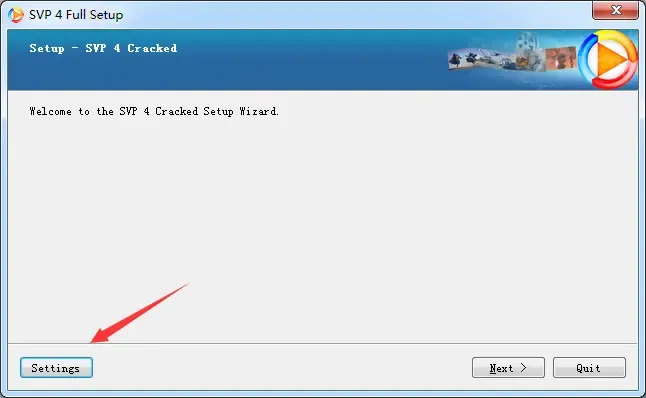 SVP 4 Full Setup
Setup - SVP 4 Cracked
Welcome to the SVP 4 Cracked Setup Wizard.
Settings
Next >
Quit